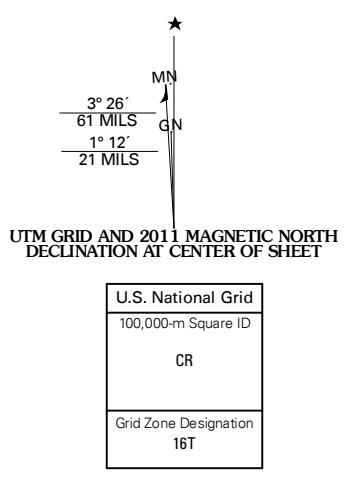 MN
3° 26´
61 MILS
GN
1° 12´
21 MILS
UTM GRID AND 2011 MAGNETIC NORTH
DECLINATION AT CENTER OF SHEET
U.S. National Grid
100,000-m Square ID
CR
Grid Zone Designation
16T